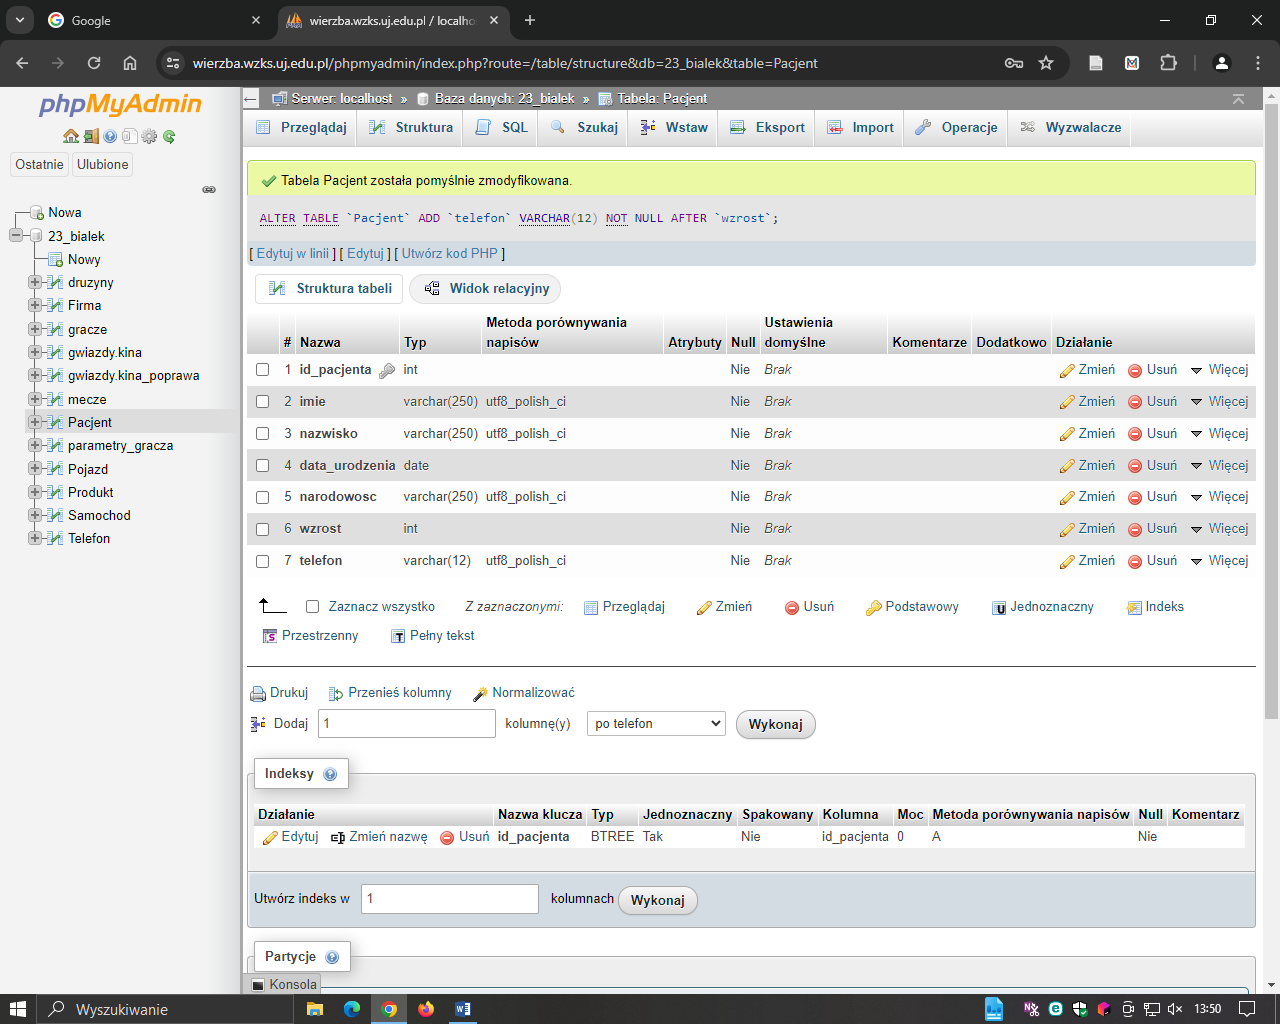 Google
wierzba.wzks.uj.edu.pl / localho
wierzba.wzks.uj.edu.pl/phpmyadmin/index.php?route=/table/structure&db=23_bialek&table=Pacjent
phpMyAdmin
Ostatnie Ulubione
Nowa
23_bialek
Nowy
druzyny
Firma
gracze
gwiazdy.kina
gwiazdy.kina_poprawa
mecze
Pacjent
parametry_gracza
Pojazd
Produkt
Samochod
Telefon
Serwer: localhost » Baza danych: 23_bialek » Tabela: Pacjent
Przeglądaj Struktura SQL Szukaj Wstaw Eksport Import Operacje Wyzwalacze
Tabela Pacjent została pomyślnie zmodyfikowana.
ALTER TABLE `Pacjent` ADD `telefon` VARCHAR(12) NOT NULL AFTER `wzrost`;
[ Edytuj w linii ] [ Edytuj ] [ Utwórz kod PHP ]
Struktura tabeli Widok relacyjny
# Nazwa Typ Metoda porównywania napisów Atrybuty Null Ustawienia domyślne Komentarze Dodatkowo Działanie
1 id_pacjenta int Nie Brak Zmień Usuń Więcej
2 imie varchar(250) utf8_polish_ci Nie Brak Zmień Usuń Więcej
3 nazwisko varchar(250) utf8_polish_ci Nie Brak Zmień Usuń Więcej
4 data_urodzenia date Nie Brak Zmień Usuń Więcej
5 narodowosc varchar(250) utf8_polish_ci Nie Brak Zmień Usuń Więcej
6 wzrost int Nie Brak Zmień Usuń Więcej
7 telefon varchar(12) utf8_polish_ci Nie Brak Zmień Usuń Więcej
Zaznacz wszystko Z zaznaczonymi: Przeglądaj Zmień Usuń Podstawowy Jednoznaczny Indeks
Przestrzenny Pełny tekst
Drukuj Przenieś kolumny Normalizować
Dodaj 1 kolumnę(y) po telefon Wykonaj
Indeksy
Działanie Nazwa klucza Typ Jednoznaczny Spakowany Kolumna Moc Metoda porównywania napisów Null Komentarz
Edytuj Zmień nazwę Usuń id_pacjenta BTREE Tak Nie id_pacjenta 0 A Nie
Utwórz indeks w 1 kolumnach Wykonaj
Partycje
Konsola
Wyszukiwanie
13:50